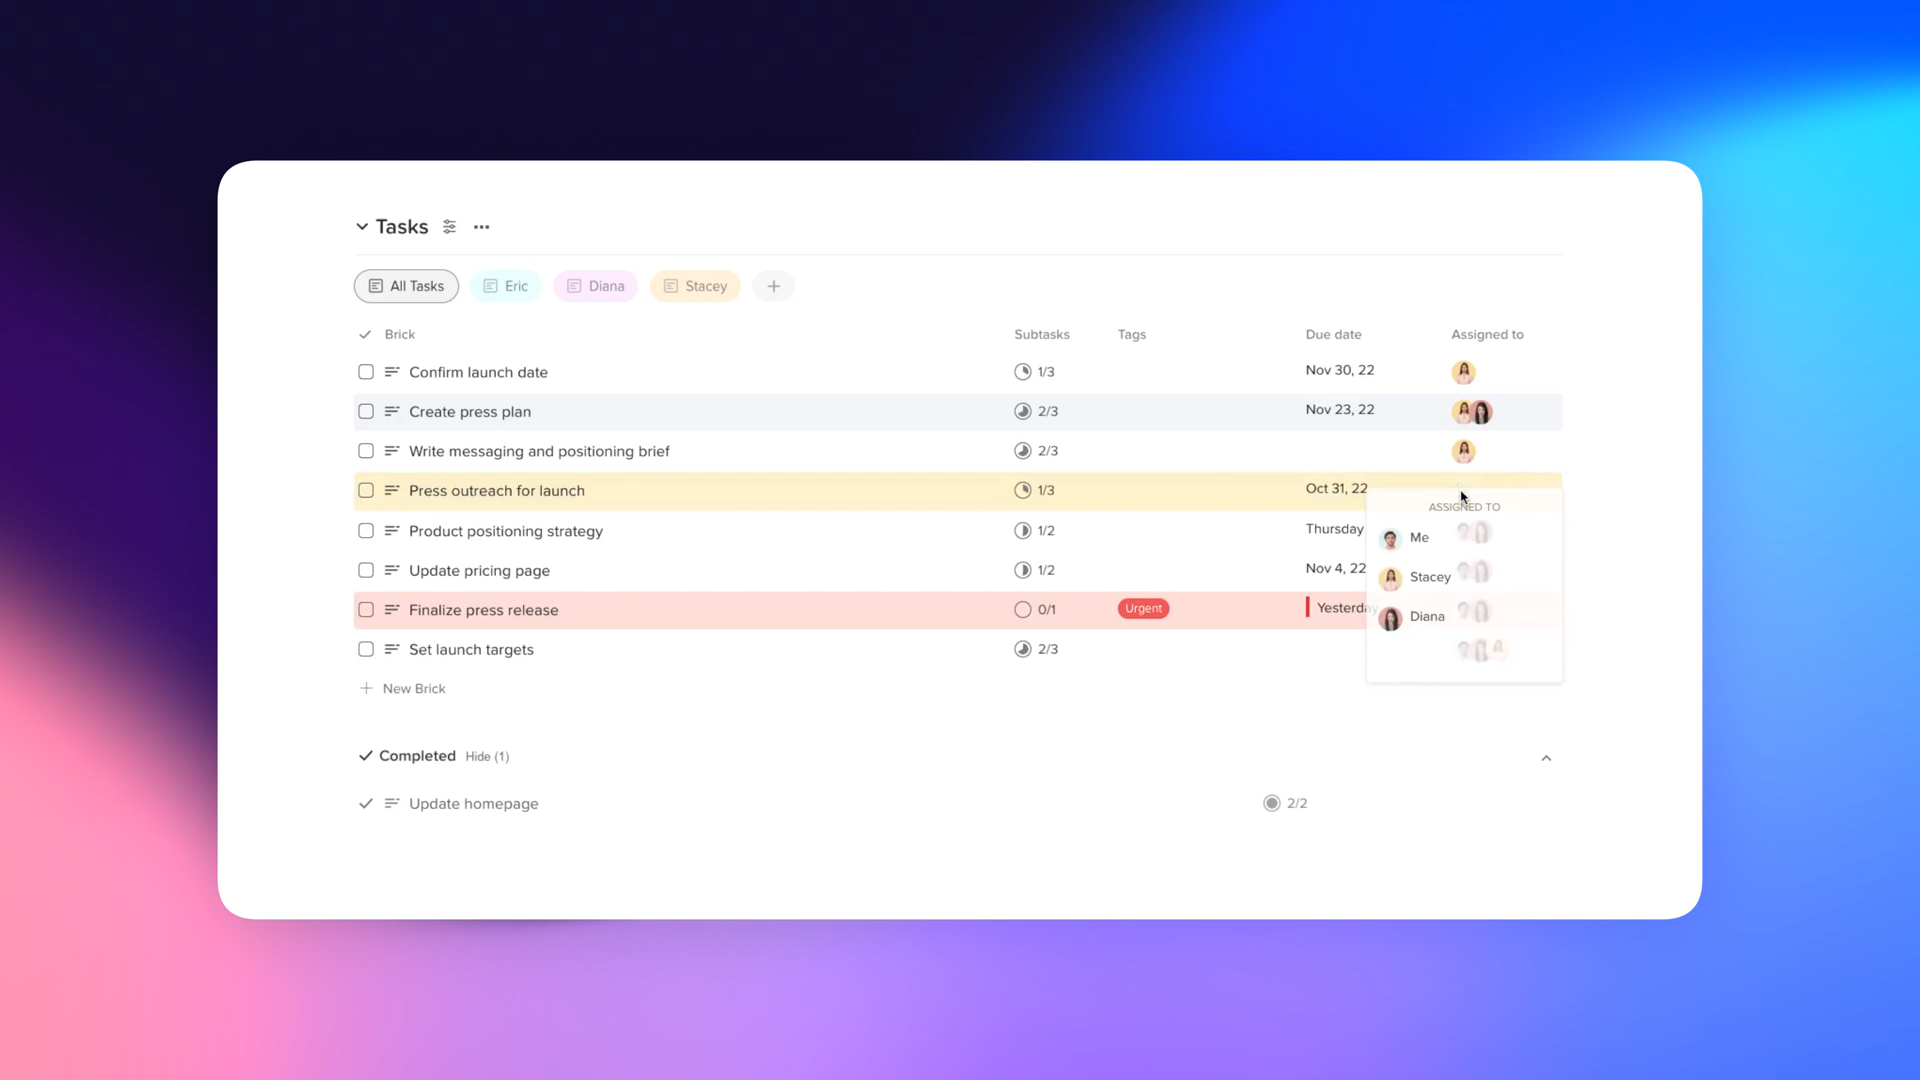 Tasks
All Tasks Eric Diana Stacey
Brick Subtasks Tags Due date Assigned to
Confirm launch date 1/3 Nov 30, 22
Create press plan 2/3 Nov 23, 22
Write messaging and positioning brief 2/3
Press outreach for launch 1/3 Oct 31, 22
ASSIGNED TO
Product positioning strategy 1/2 Thursday
Me
Update pricing page 1/2 Nov 4, 22
Stacey
Finalize press release 0/1 Urgent Yesterday
Diana
Set launch targets 2/3
New Brick
Completed Hide (1)
Update homepage 2/2